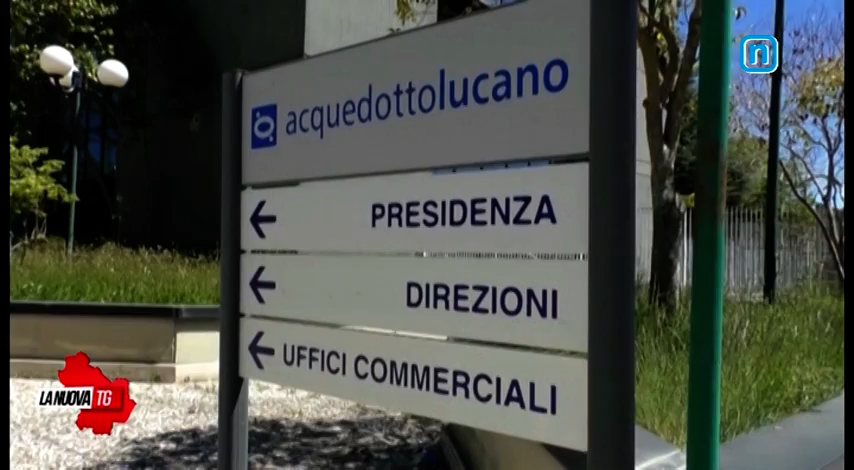 acquedottolucano
PRESIDENZA
DIREZIONI
UFFICI COMMERCIALI
n
LA NUOVA TG